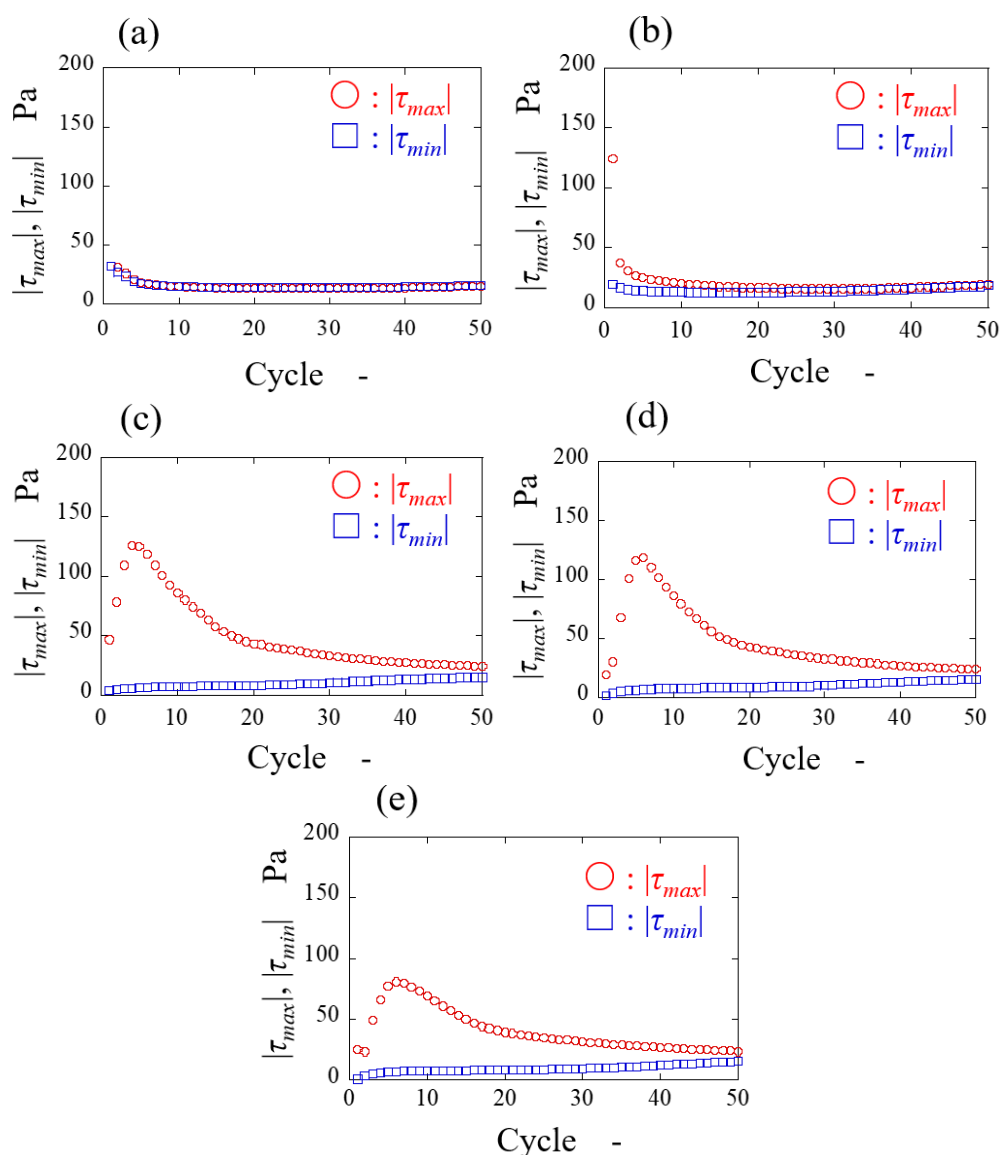 (a)
|τmax|, |τmin| Pa
200
150
100
50
0
: |τmax|
: |τmin|
0 10 20 30 40 50
Cycle -
(b)
|τmax|, |τmin| Pa
200
150
100
50
0
: |τmax|
: |τmin|
0 10 20 30 40 50
Cycle -
(c)
|τmax|, |τmin| Pa
200
150
100
50
0
: |τmax|
: |τmin|
0 10 20 30 40 50
Cycle -
(d)
|τmax|, |τmin| Pa
200
150
100
50
0
: |τmax|
: |τmin|
0 10 20 30 40 50
Cycle -
(e)
|τmax|, |τmin| Pa
200
150
100
50
0
: |τmax|
: |τmin|
0 10 20 30 40 50
Cycle -